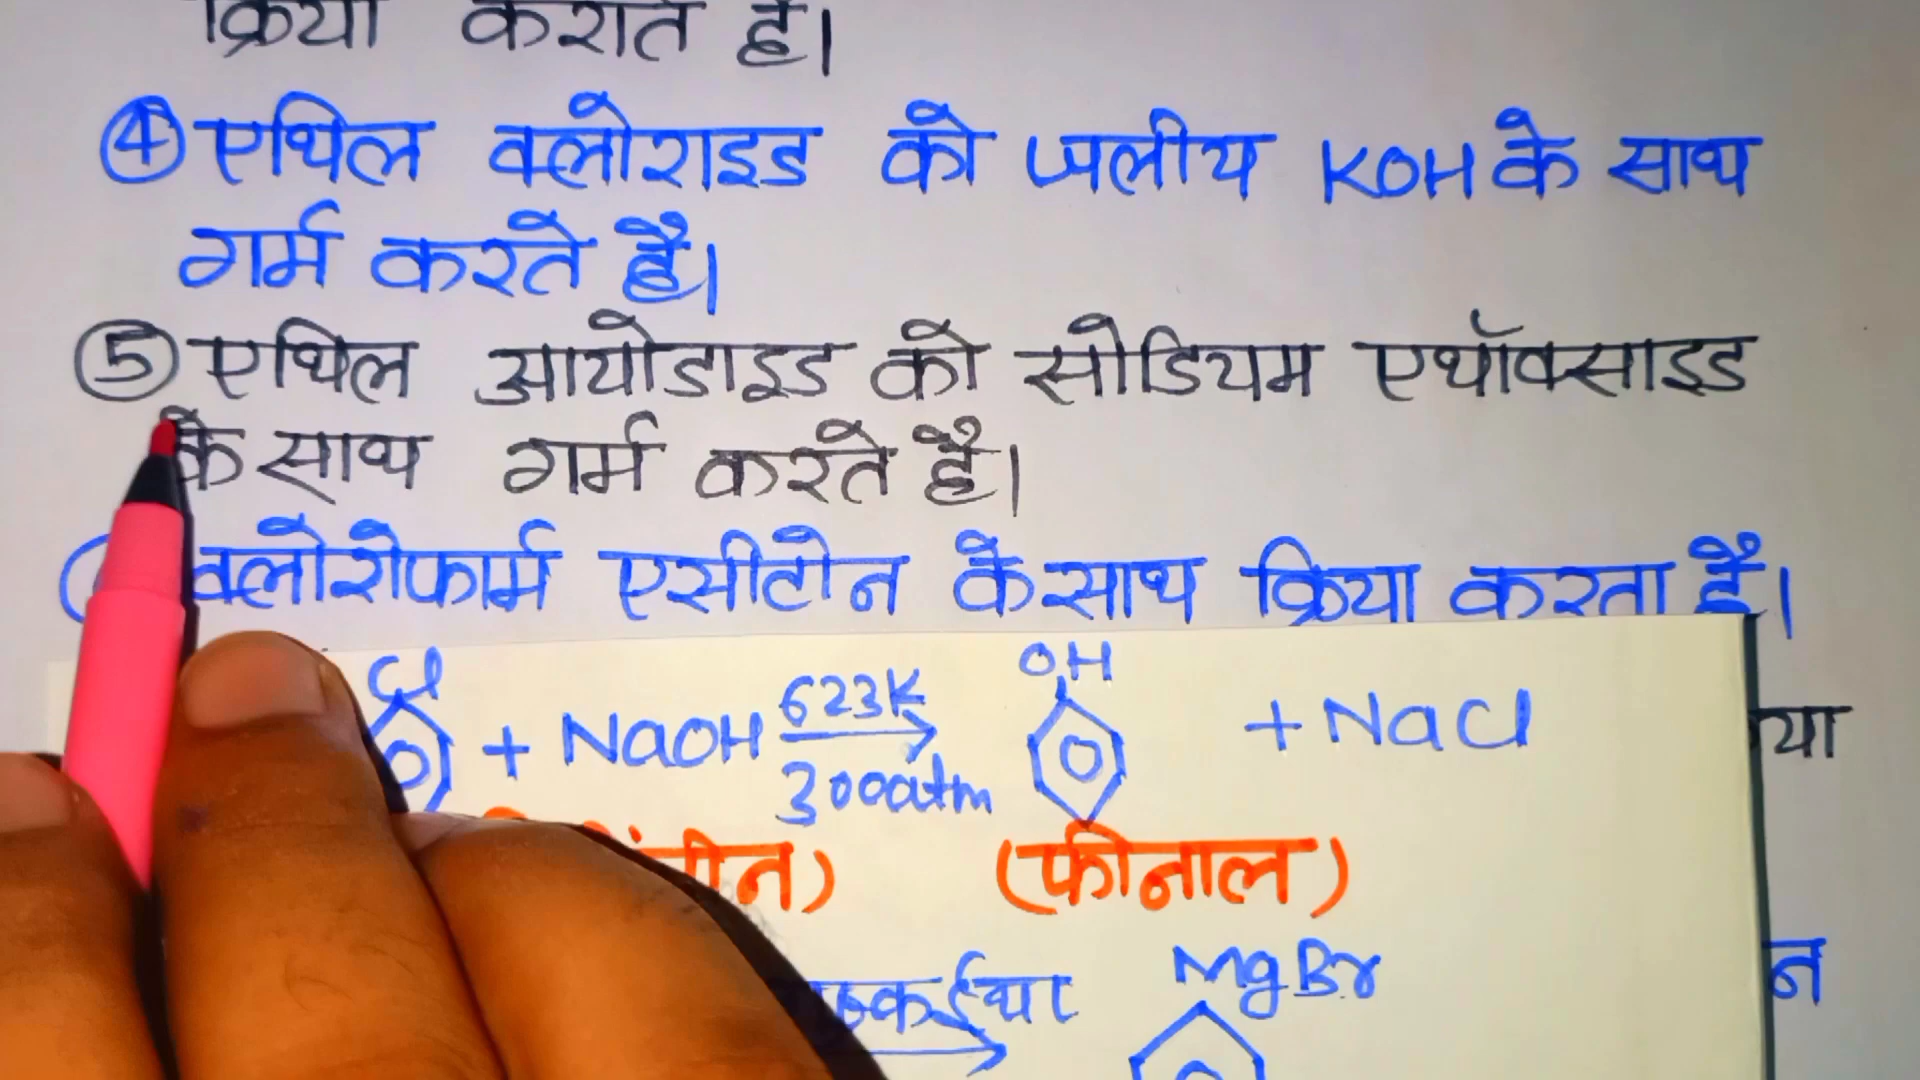 क्रिया कराते है।
④ एथिल क्लोराइड को जलीय KOH के साथ
गर्म करते है।
⑤ एथिल आयोडाइड को सोडियम एथॉक्साइड
के साथ गर्म करते है।
क्लोरोफार्म एसीटोन के साथ क्रिया करता है।
Cl OH
+ NaOH 623K 300atm + NaCl
(फीनाल)
MgBr